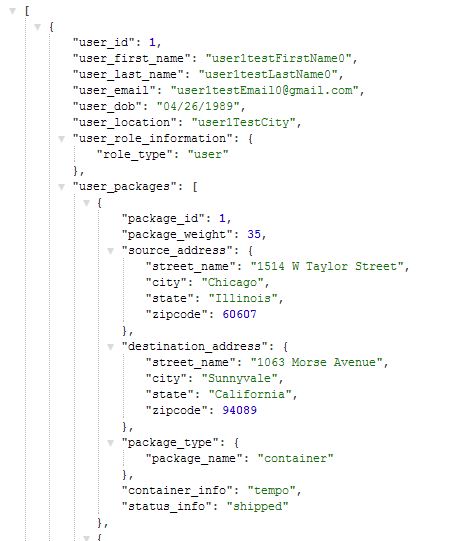 [
{
"user_id": 1,
"user_first_name": "user1testFirstName0",
"user_last_name": "user1testLastName0",
"user_email": "user1testEmail0@gmail.com",
"user_dob": "04/26/1989",
"user_location": "user1TestCity",
"user_role_information": {
"role_type": "user"
},
"user_packages": [
{
"package_id": 1,
"package_weight": 35,
"source_address": {
"street_name": "1514 W Taylor Street",
"city": "Chicago",
"state": "Illinois",
"zipcode": 60607
},
"destination_address": {
"street_name": "1063 Morse Avenue",
"city": "Sunnyvale",
"state": "California",
"zipcode": 94089
},
"package_type": {
"package_name": "container"
},
"container_info": "tempo",
"status_info": "shipped"
},
{